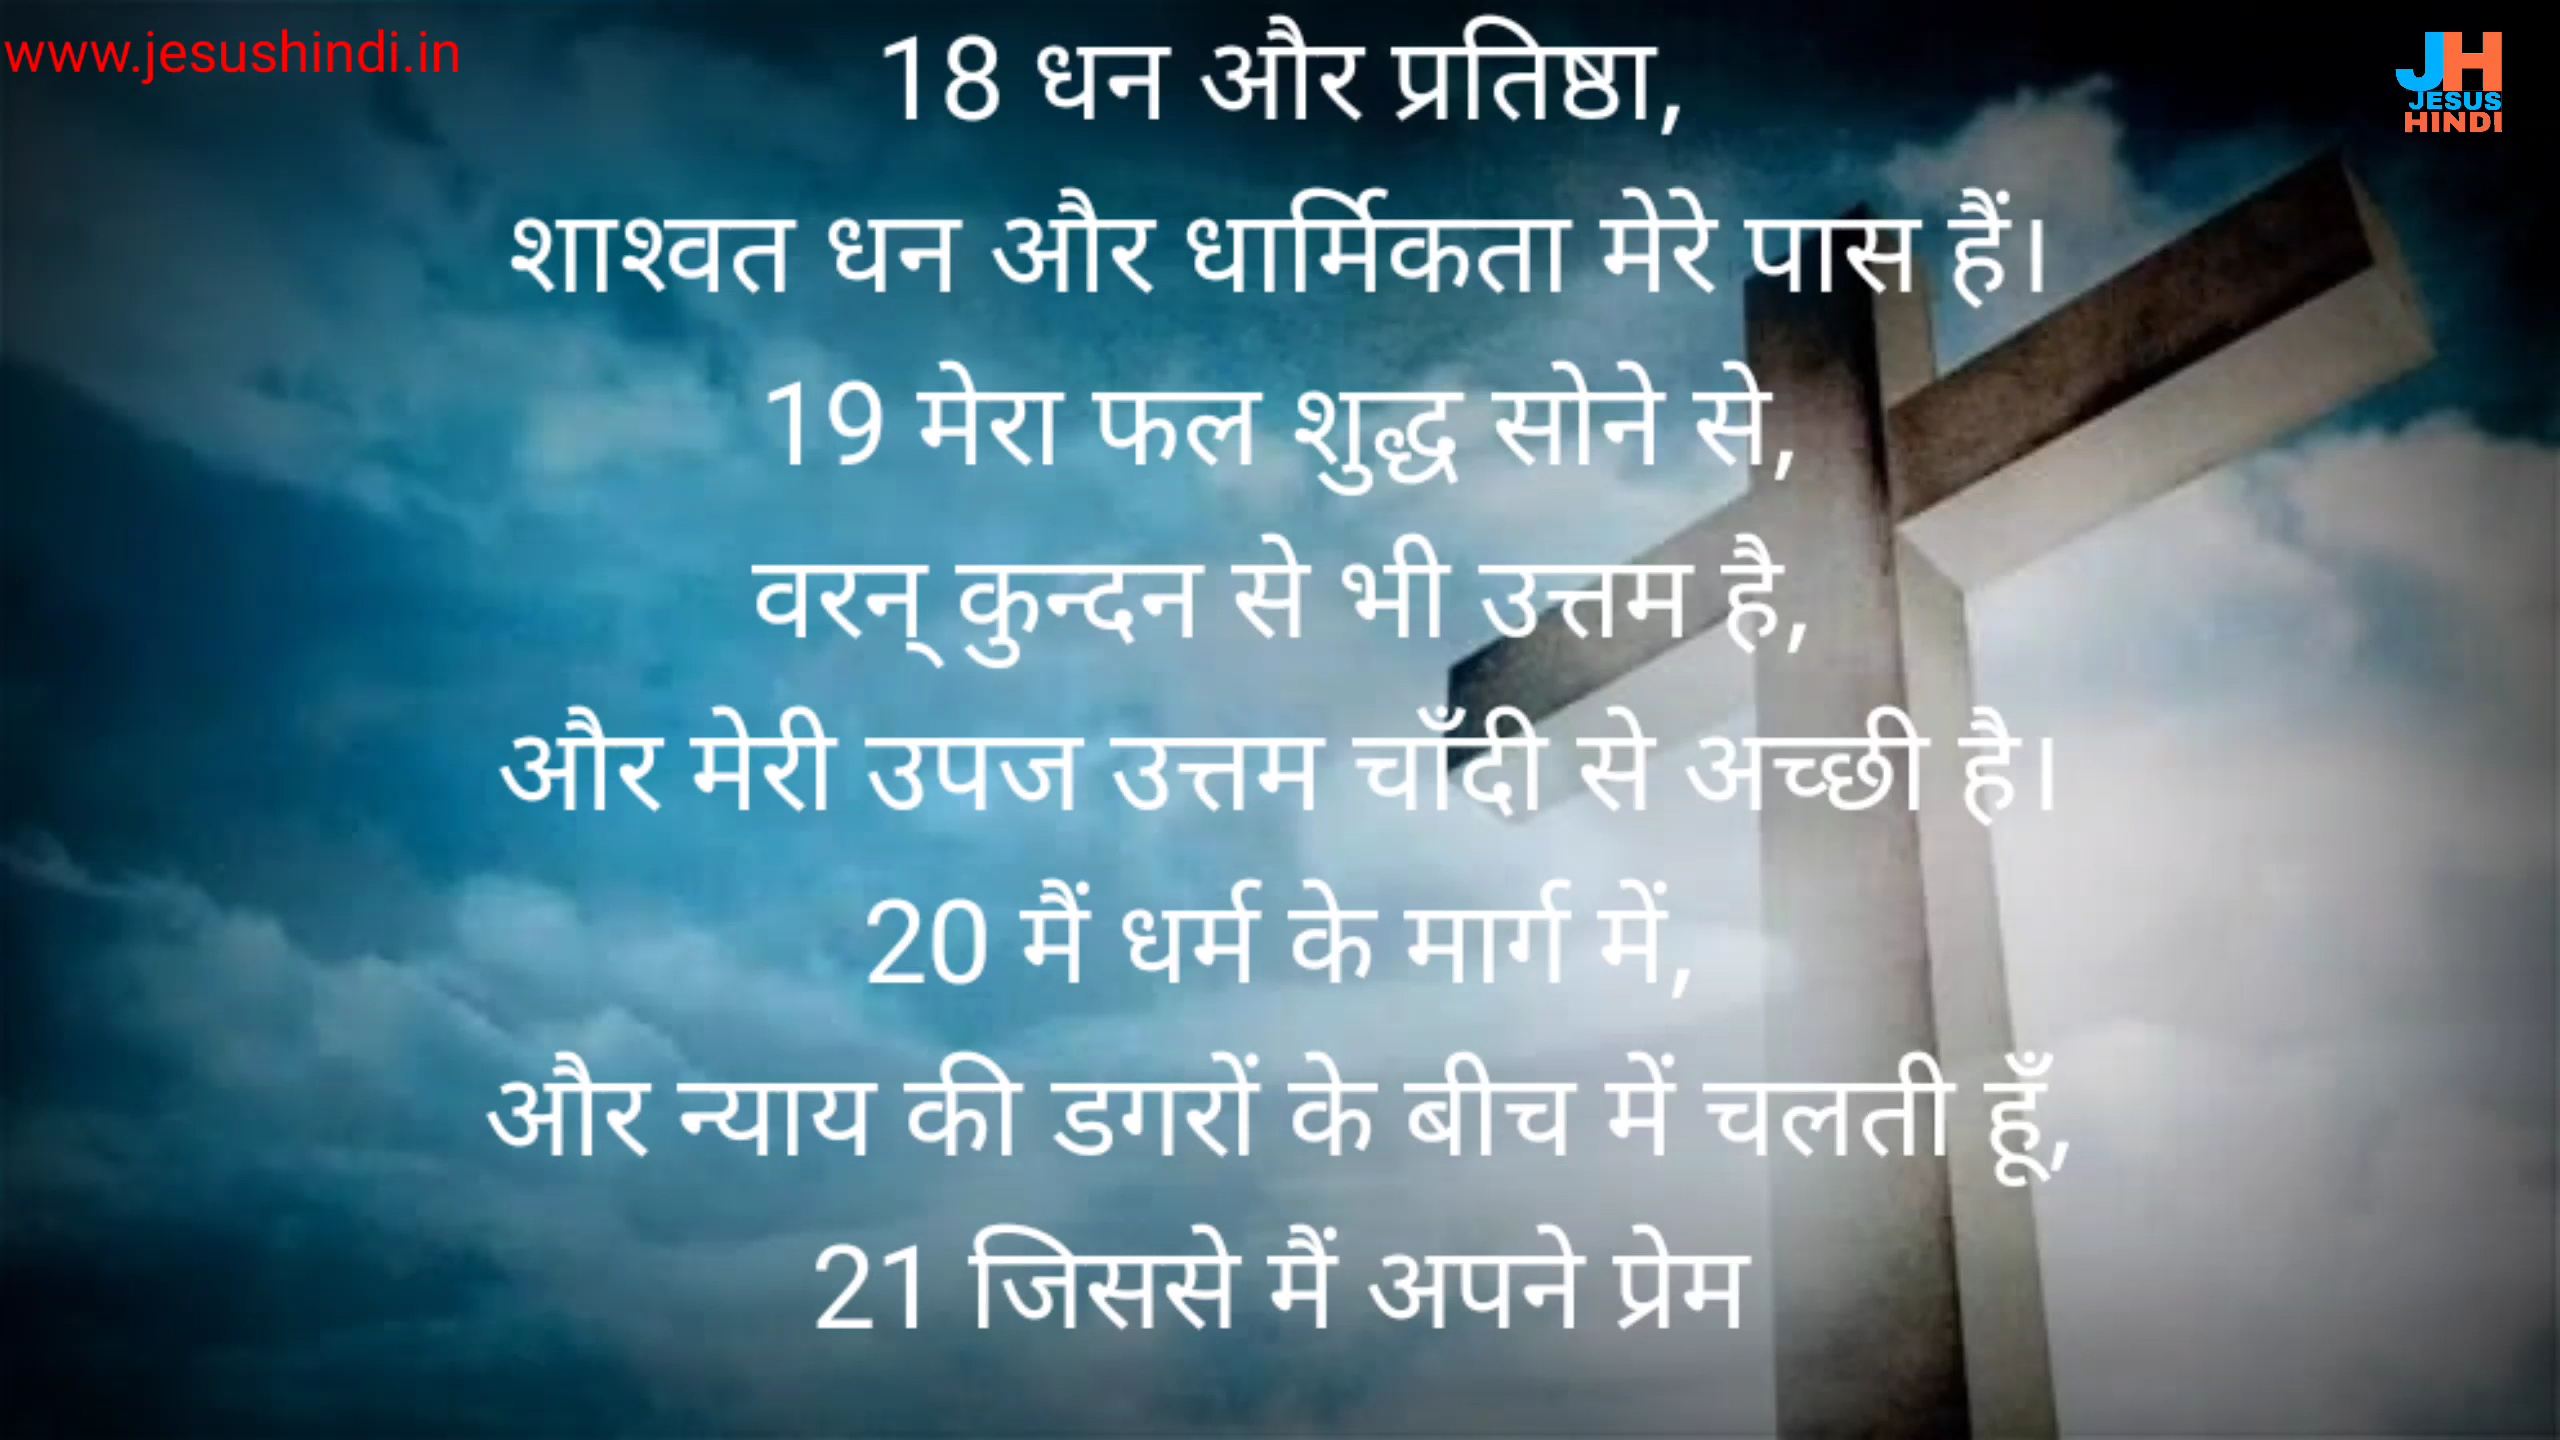 www.jesushindi.in
JH
JESUS
HINDI
18 धन और प्रतिष्ठा,
शाश्वत धन और धार्मिकता मेरे पास हैं।
19 मेरा फल शुद्ध सोने से,
वरन् कुन्दन से भी उत्तम है,
और मेरी उपज उत्तम चाँदी से अच्छी है।
20 मैं धर्म के मार्ग में,
और न्याय की डगरों के बीच में चलती हूँ,
21 जिससे मैं अपने प्रेम